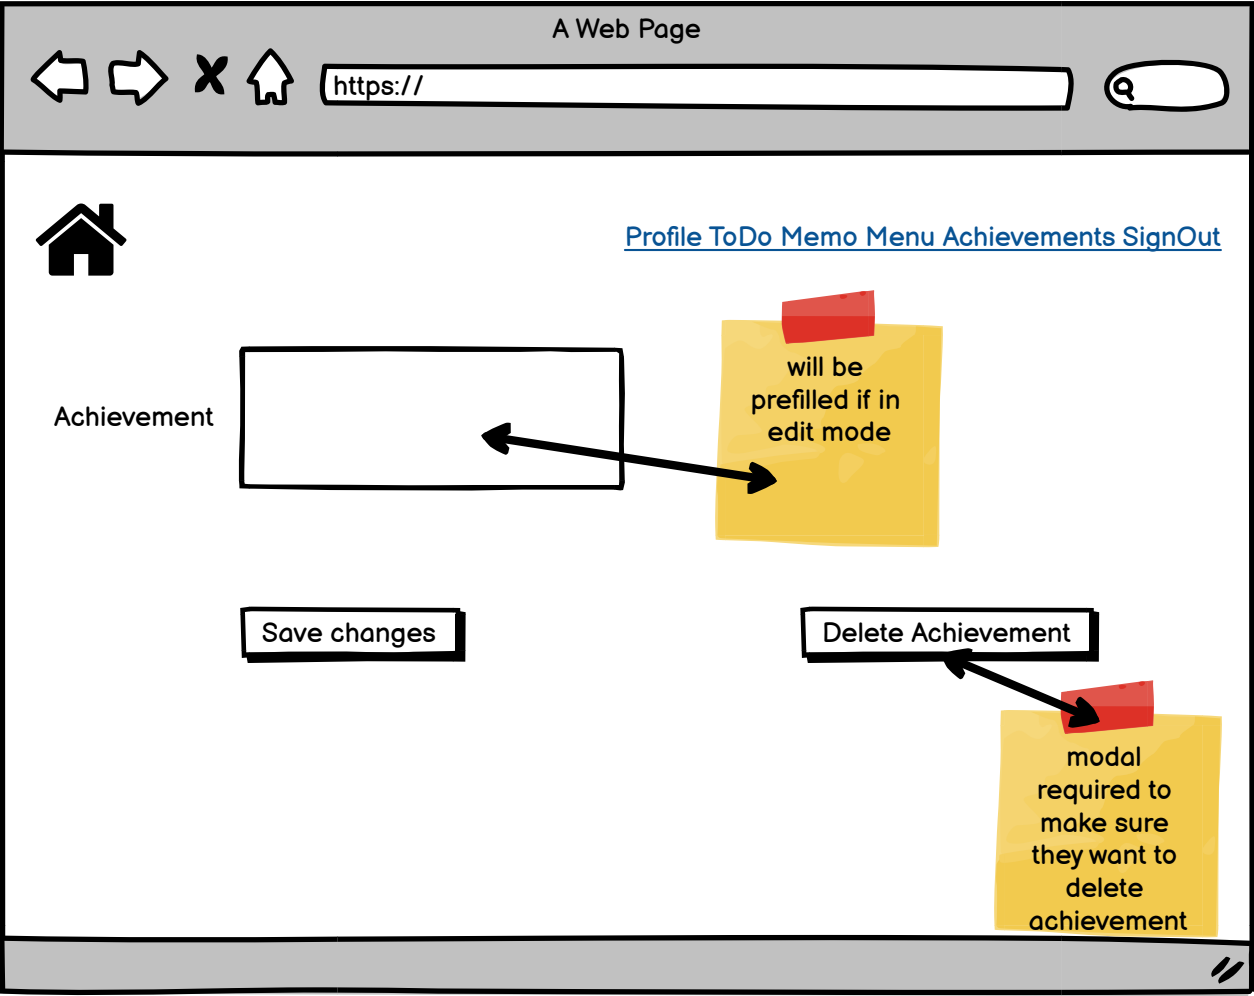 A Web Page
https://
Profile ToDo Memo Menu Achievements SignOut
will be
prefilled if in
edit mode
Achievement
Save changes
Delete Achievement
modal
required to
make sure
they want to
delete
achievement